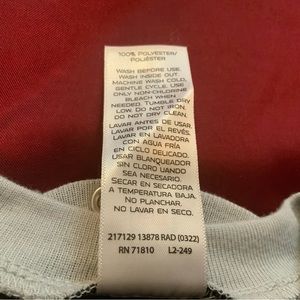 100% POLYESTER/
POLIÉSTER
WASH BEFORE USE.
WASH INSIDE OUT.
MACHINE WASH COLD,
GENTLE CYCLE. USE
ONLY NON-CHLORINE
BLEACH WHEN
NEEDED. TUMBLE DRY
LOW. DO NOT IRON.
DO NOT DRY CLEAN.
LAVAR ANTES DE USAR.
LAVAR POR EL REVÉS.
LAVAR EN LAVADORA
CON AGUA FRÍA
EN CICLO DELICADO.
USAR BLANQUEADOR
SIN CLORO CUANDO
SEA NECESARIO.
SECAR EN SECADORA
A TEMPERATURA BAJA.
NO PLANCHAR.
NO LAVAR EN SECO.
217129 13878 RAD (0322)
RN 71810 L2-249